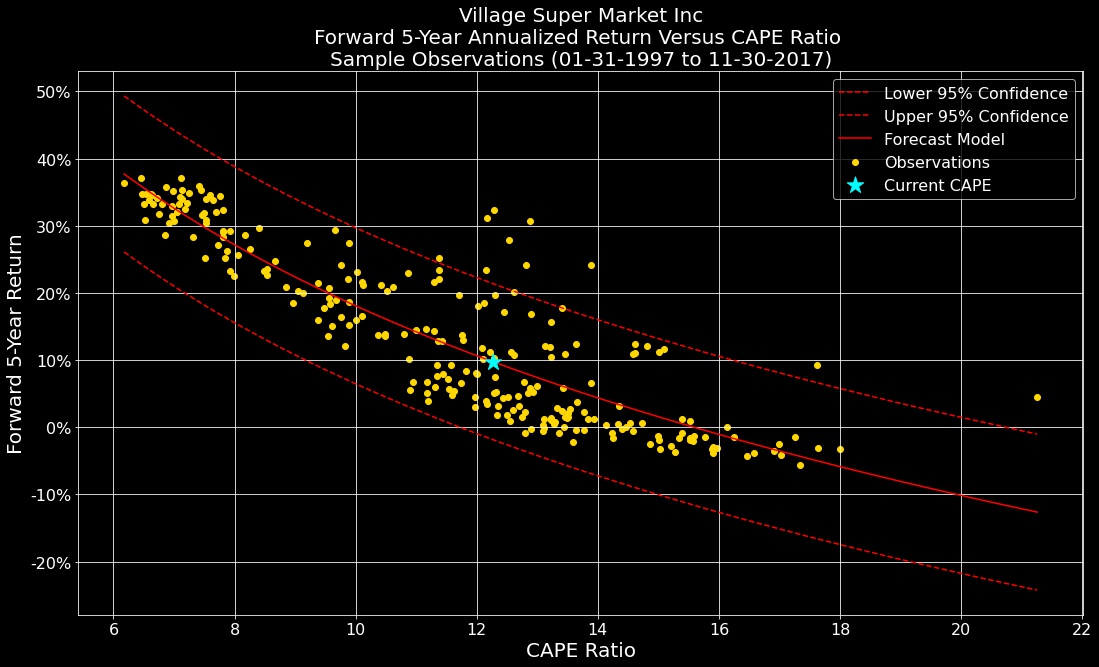 Village Super Market Inc
Forward 5-Year Annualized Return Versus CAPE Ratio
Sample Observations (01-31-1997 to 11-30-2017)
Lower 95% Confidence
Upper 95% Confidence
Forecast Model
Observations
Current CAPE
Forward 5-Year Return
50%
40%
30%
20%
10%
0%
-10%
-20%
6 8 10 12 14 16 18 20 22
CAPE Ratio